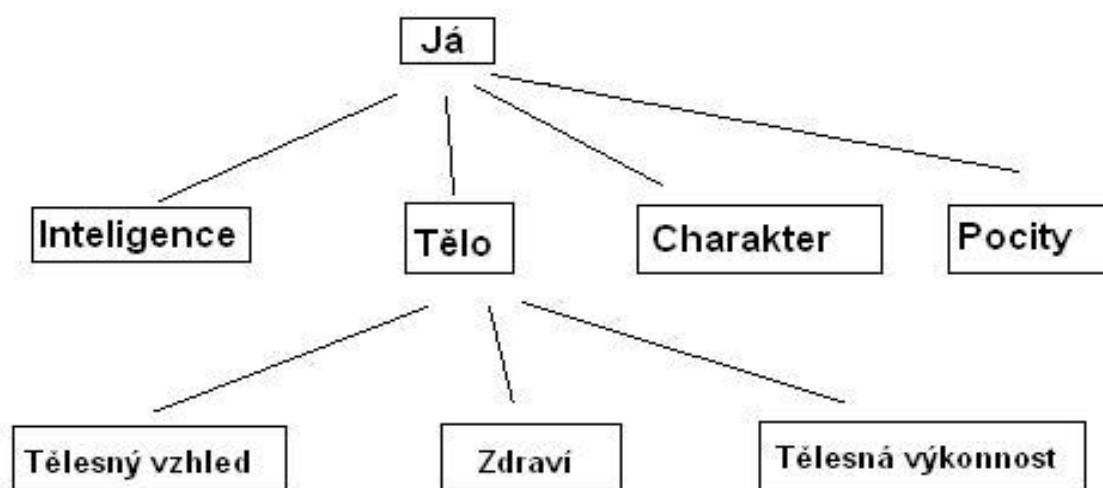 Já
Inteligence
Tělo
Charakter
Pocity
Tělesný vzhled
Zdraví
Tělesná výkonnost